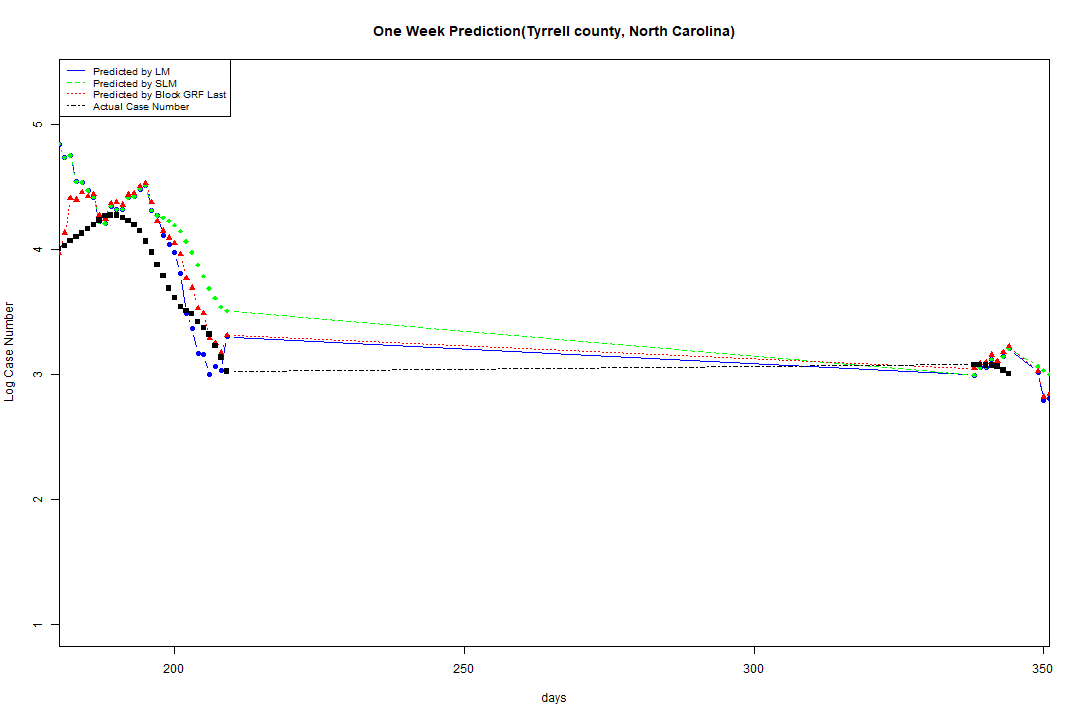 One Week Prediction(Tyrrell county, North Carolina)
Predicted by LM
Predicted by SLM
Predicted by Block GRF Last
Actual Case Number
5
4
3
2
1
Log Case Number
200
250
300
350
days